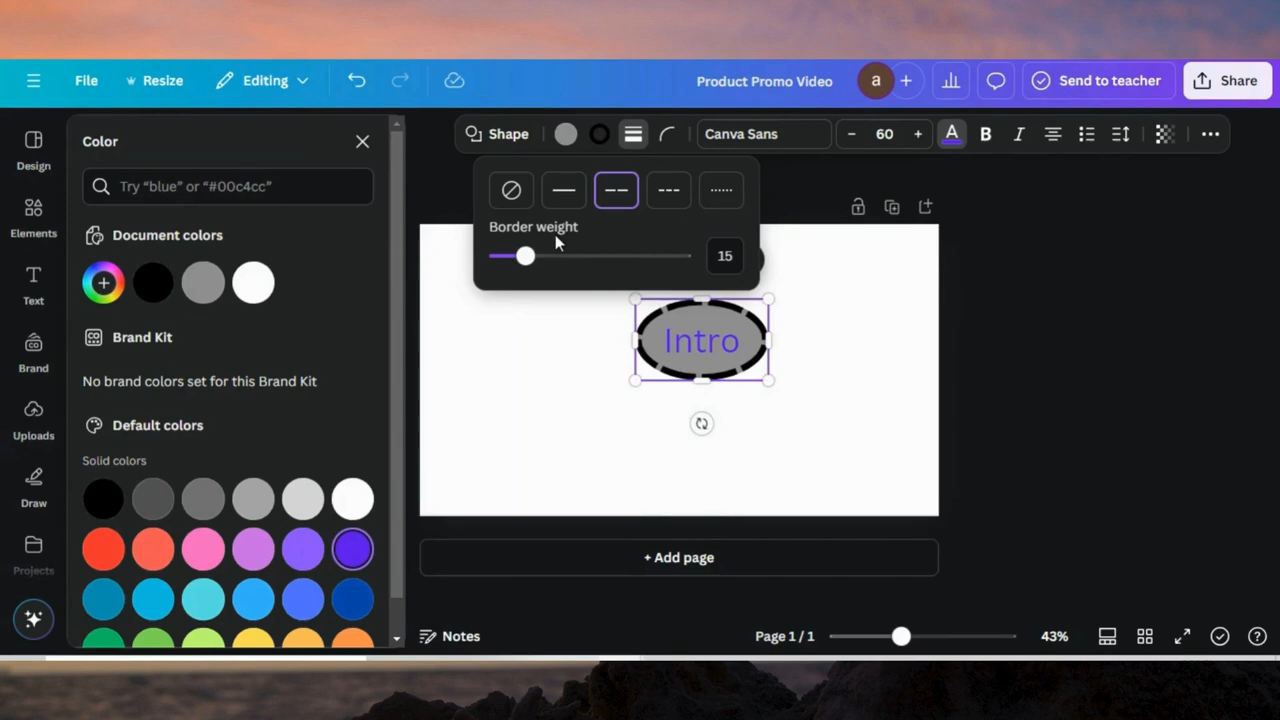 File
Resize
Editing
Product Promo Video
a
+
Send to teacher
Share
Design
Elements
Text
Brand
Uploads
Draw
Projects
Color
Try “blue” or “#00c4cc”
Document colors
Brand Kit
No brand colors set for this Brand Kit
Default colors
Solid colors
Shape
Canva Sans
− 60 +
A B I
Border weight
15
Intro
+ Add page
Notes
Page 1 / 1
43%